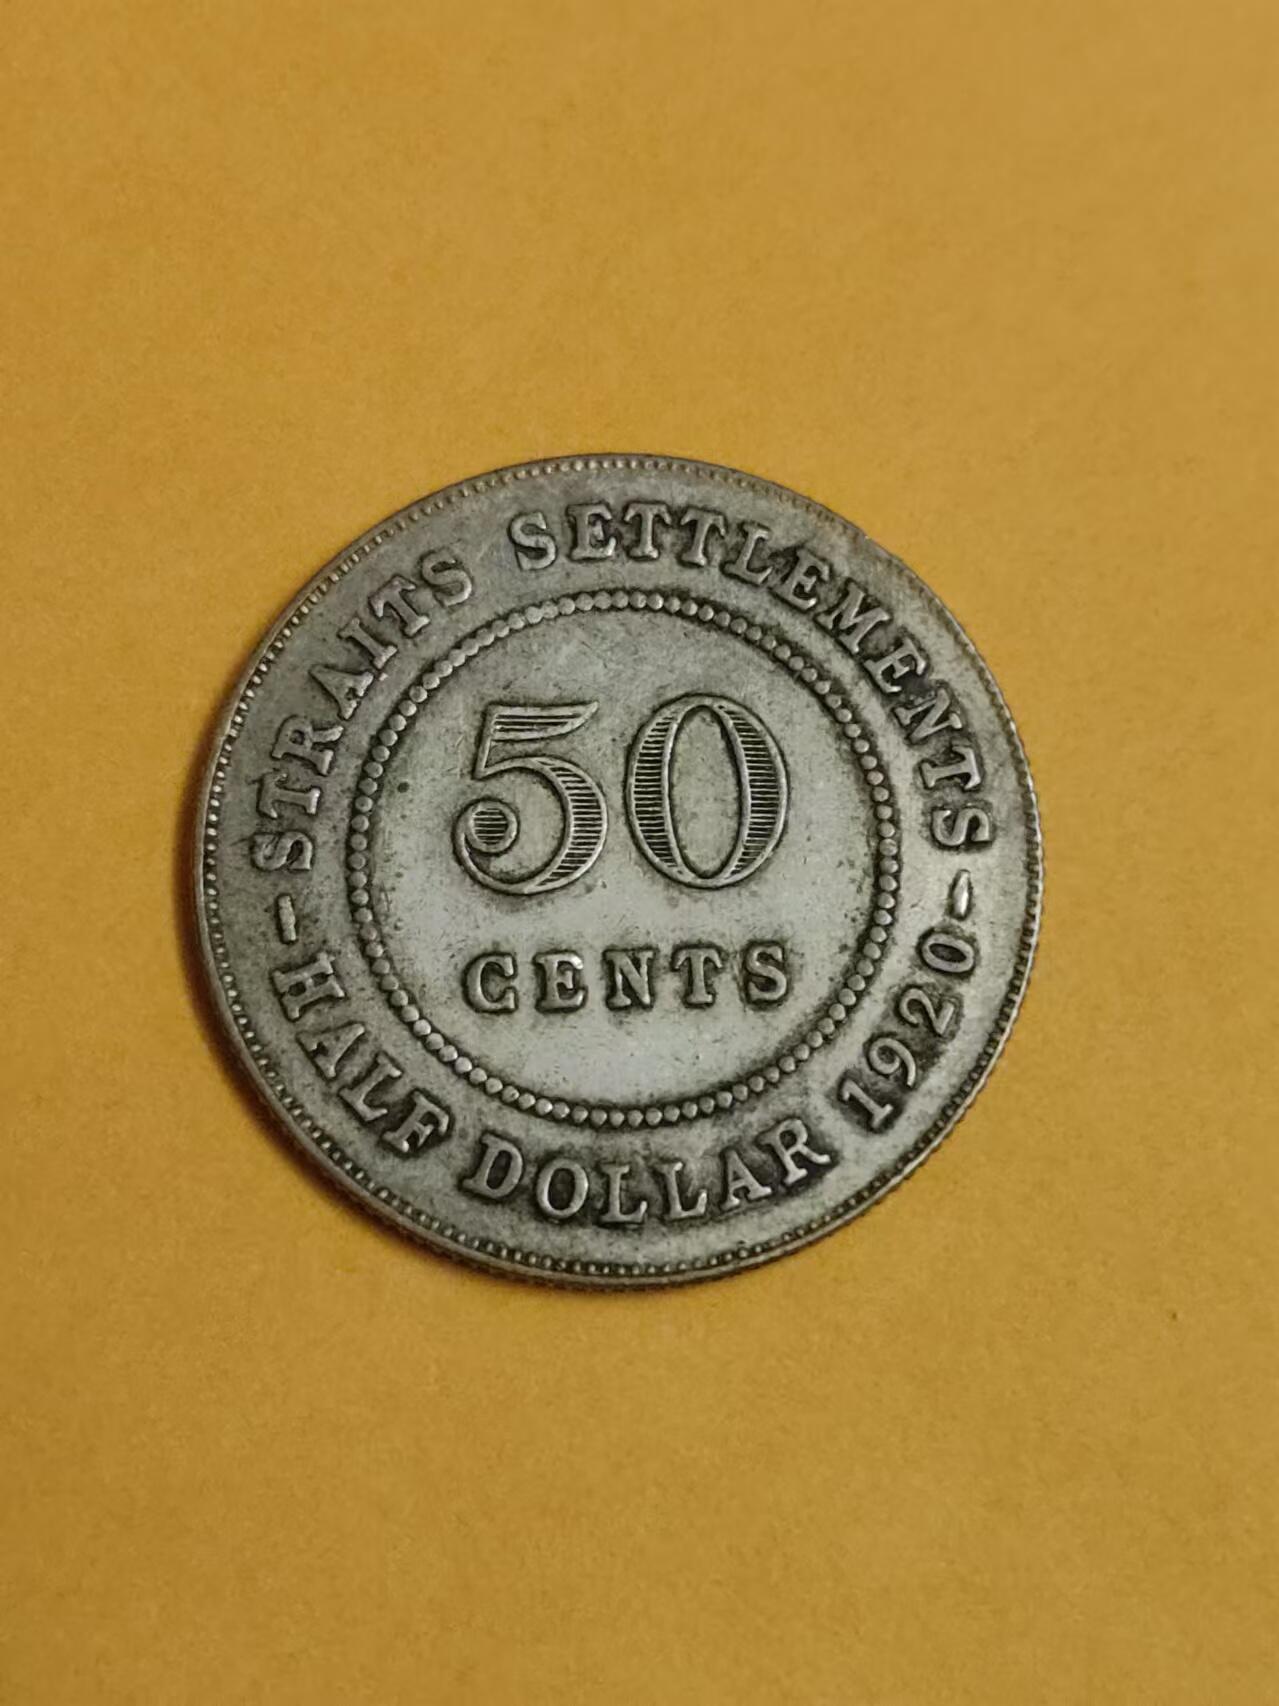 STRAITS SETTLEMENTS
50
CENTS
-HALF DOLLAR 1920-